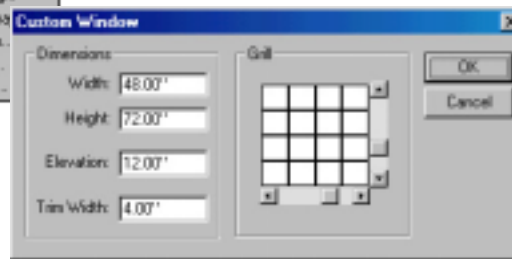 Custom Window
Dimensions
Width: 48.00''
Height: 72.00''
Elevation: 12.00''
Trim Width: 4.00''
Grill
OK
Cancel